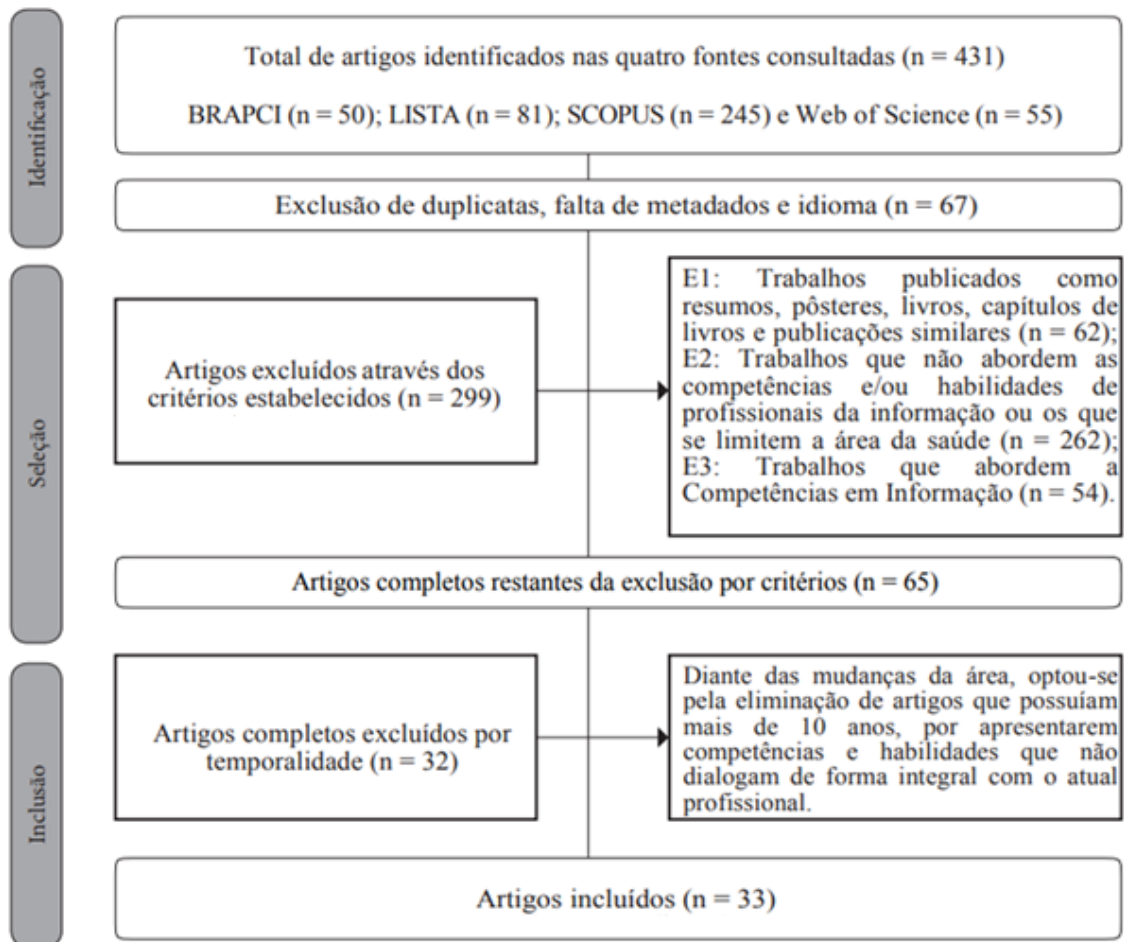 Identificação
Total de artigos identificados nas quatro fontes consultadas (n = 431)
BRAPCI (n = 50); LISTA (n = 81); SCOPUS (n = 245) e Web of Science (n = 55)
Exclusão de duplicatas, falta de metadados e idioma (n = 67)
Seleção
Artigos excluídos através dos
critérios estabelecidos (n = 299)
E1: Trabalhos publicados como
resumos, pôsteres, livros, capítulos de
livros e publicações similares (n = 62);
E2: Trabalhos que não abordem as
competências e/ou habilidades de
profissionais da informação ou os que
se limitem a área da saúde (n = 262);
E3: Trabalhos que abordem a
Competências em Informação (n = 54).
Artigos completos restantes da exclusão por critérios (n = 65)
Inclusão
Artigos completos excluídos por
temporalidade (n = 32)
Diante das mudanças da área, optou-se
pela eliminação de artigos que possuíam
mais de 10 anos, por apresentarem
competências e habilidades que não
dialogam de forma integral com o atual
profissional.
Artigos incluídos (n = 33)